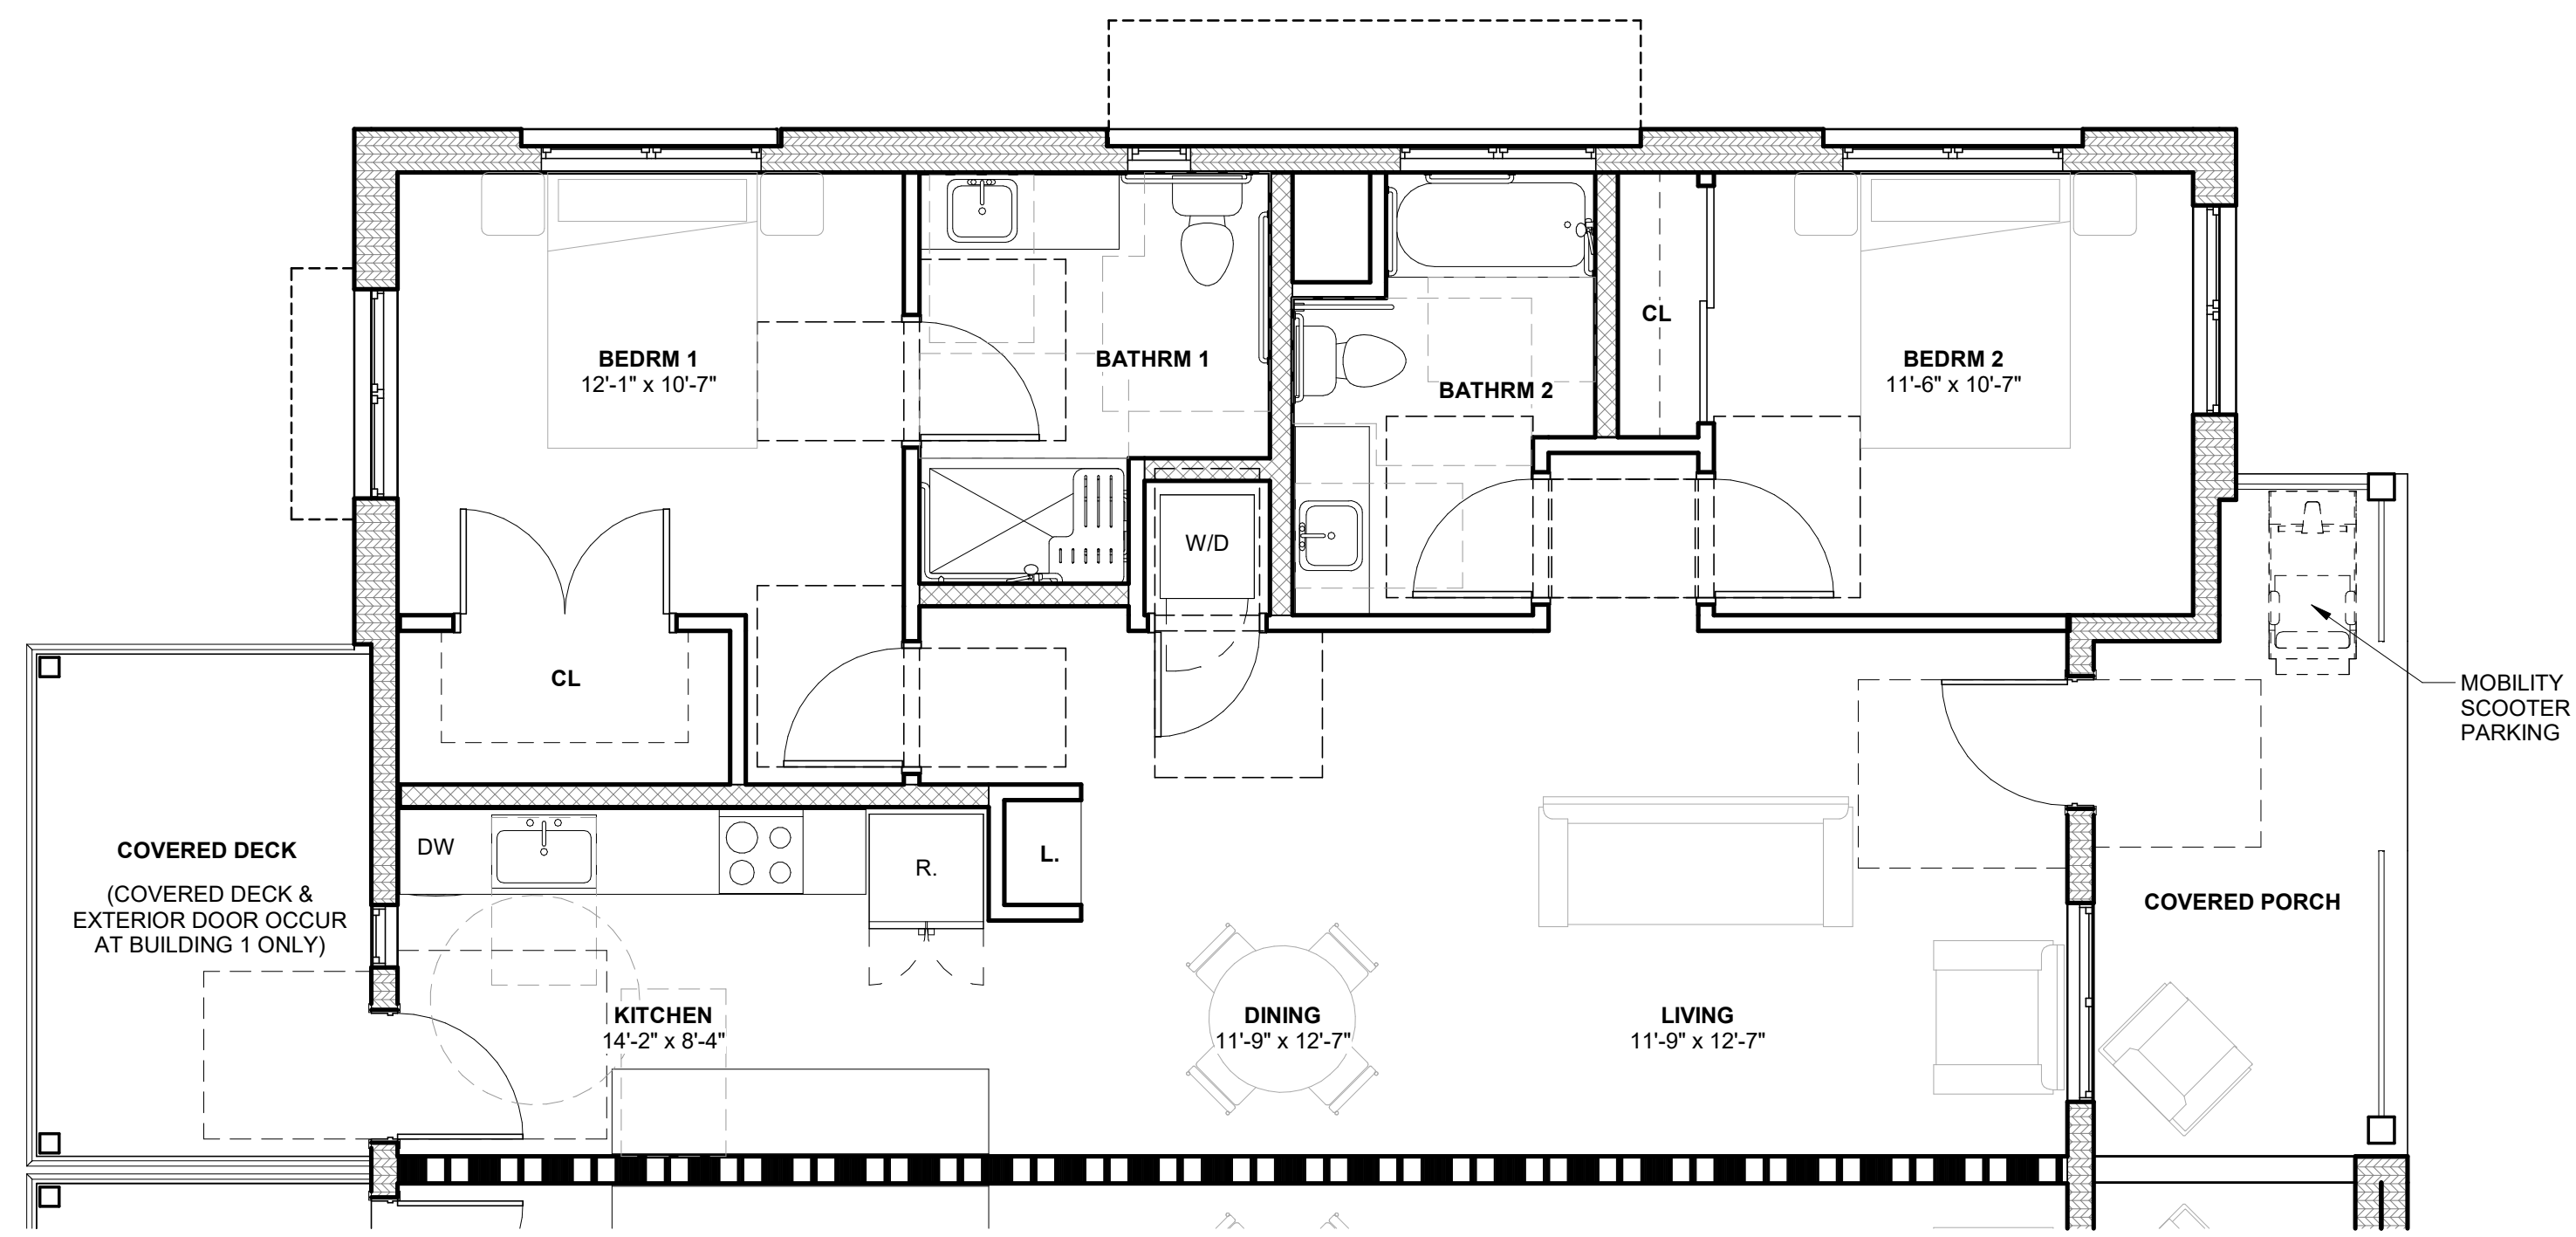 BEDRM 1
12'-1" x 10'-7"
BATHRM 1
BATHRM 2
CL
BEDRM 2
11'-6" x 10'-7"
W/D
CL
MOBILITY
SCOOTER
PARKING
COVERED DECK
(COVERED DECK &
EXTERIOR DOOR OCCUR
AT BUILDING 1 ONLY)
DW
R.
L.
COVERED PORCH
KITCHEN
14'-2" x 8'-4"
DINING
11'-9" x 12'-7"
LIVING
11'-9" x 12'-7"